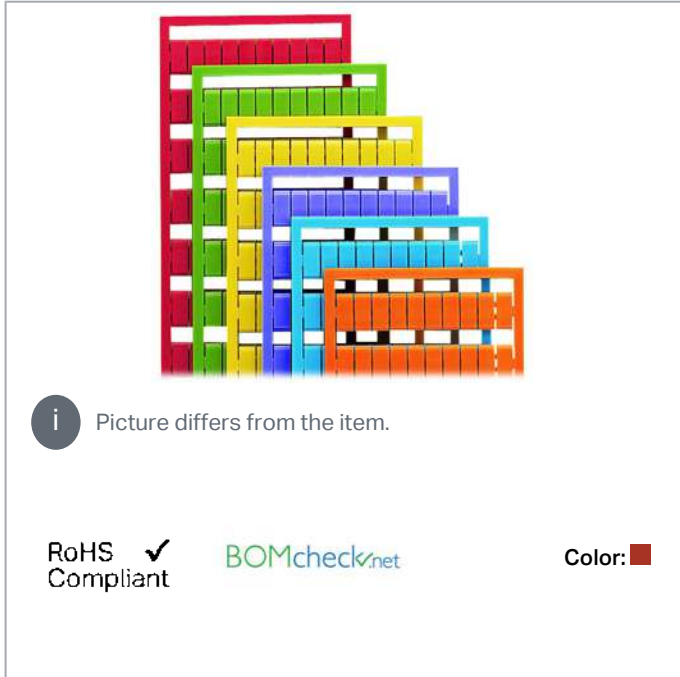 i Picture differs from the item.
RoHS ✓
Compliant
BOMcheck.net
Color: